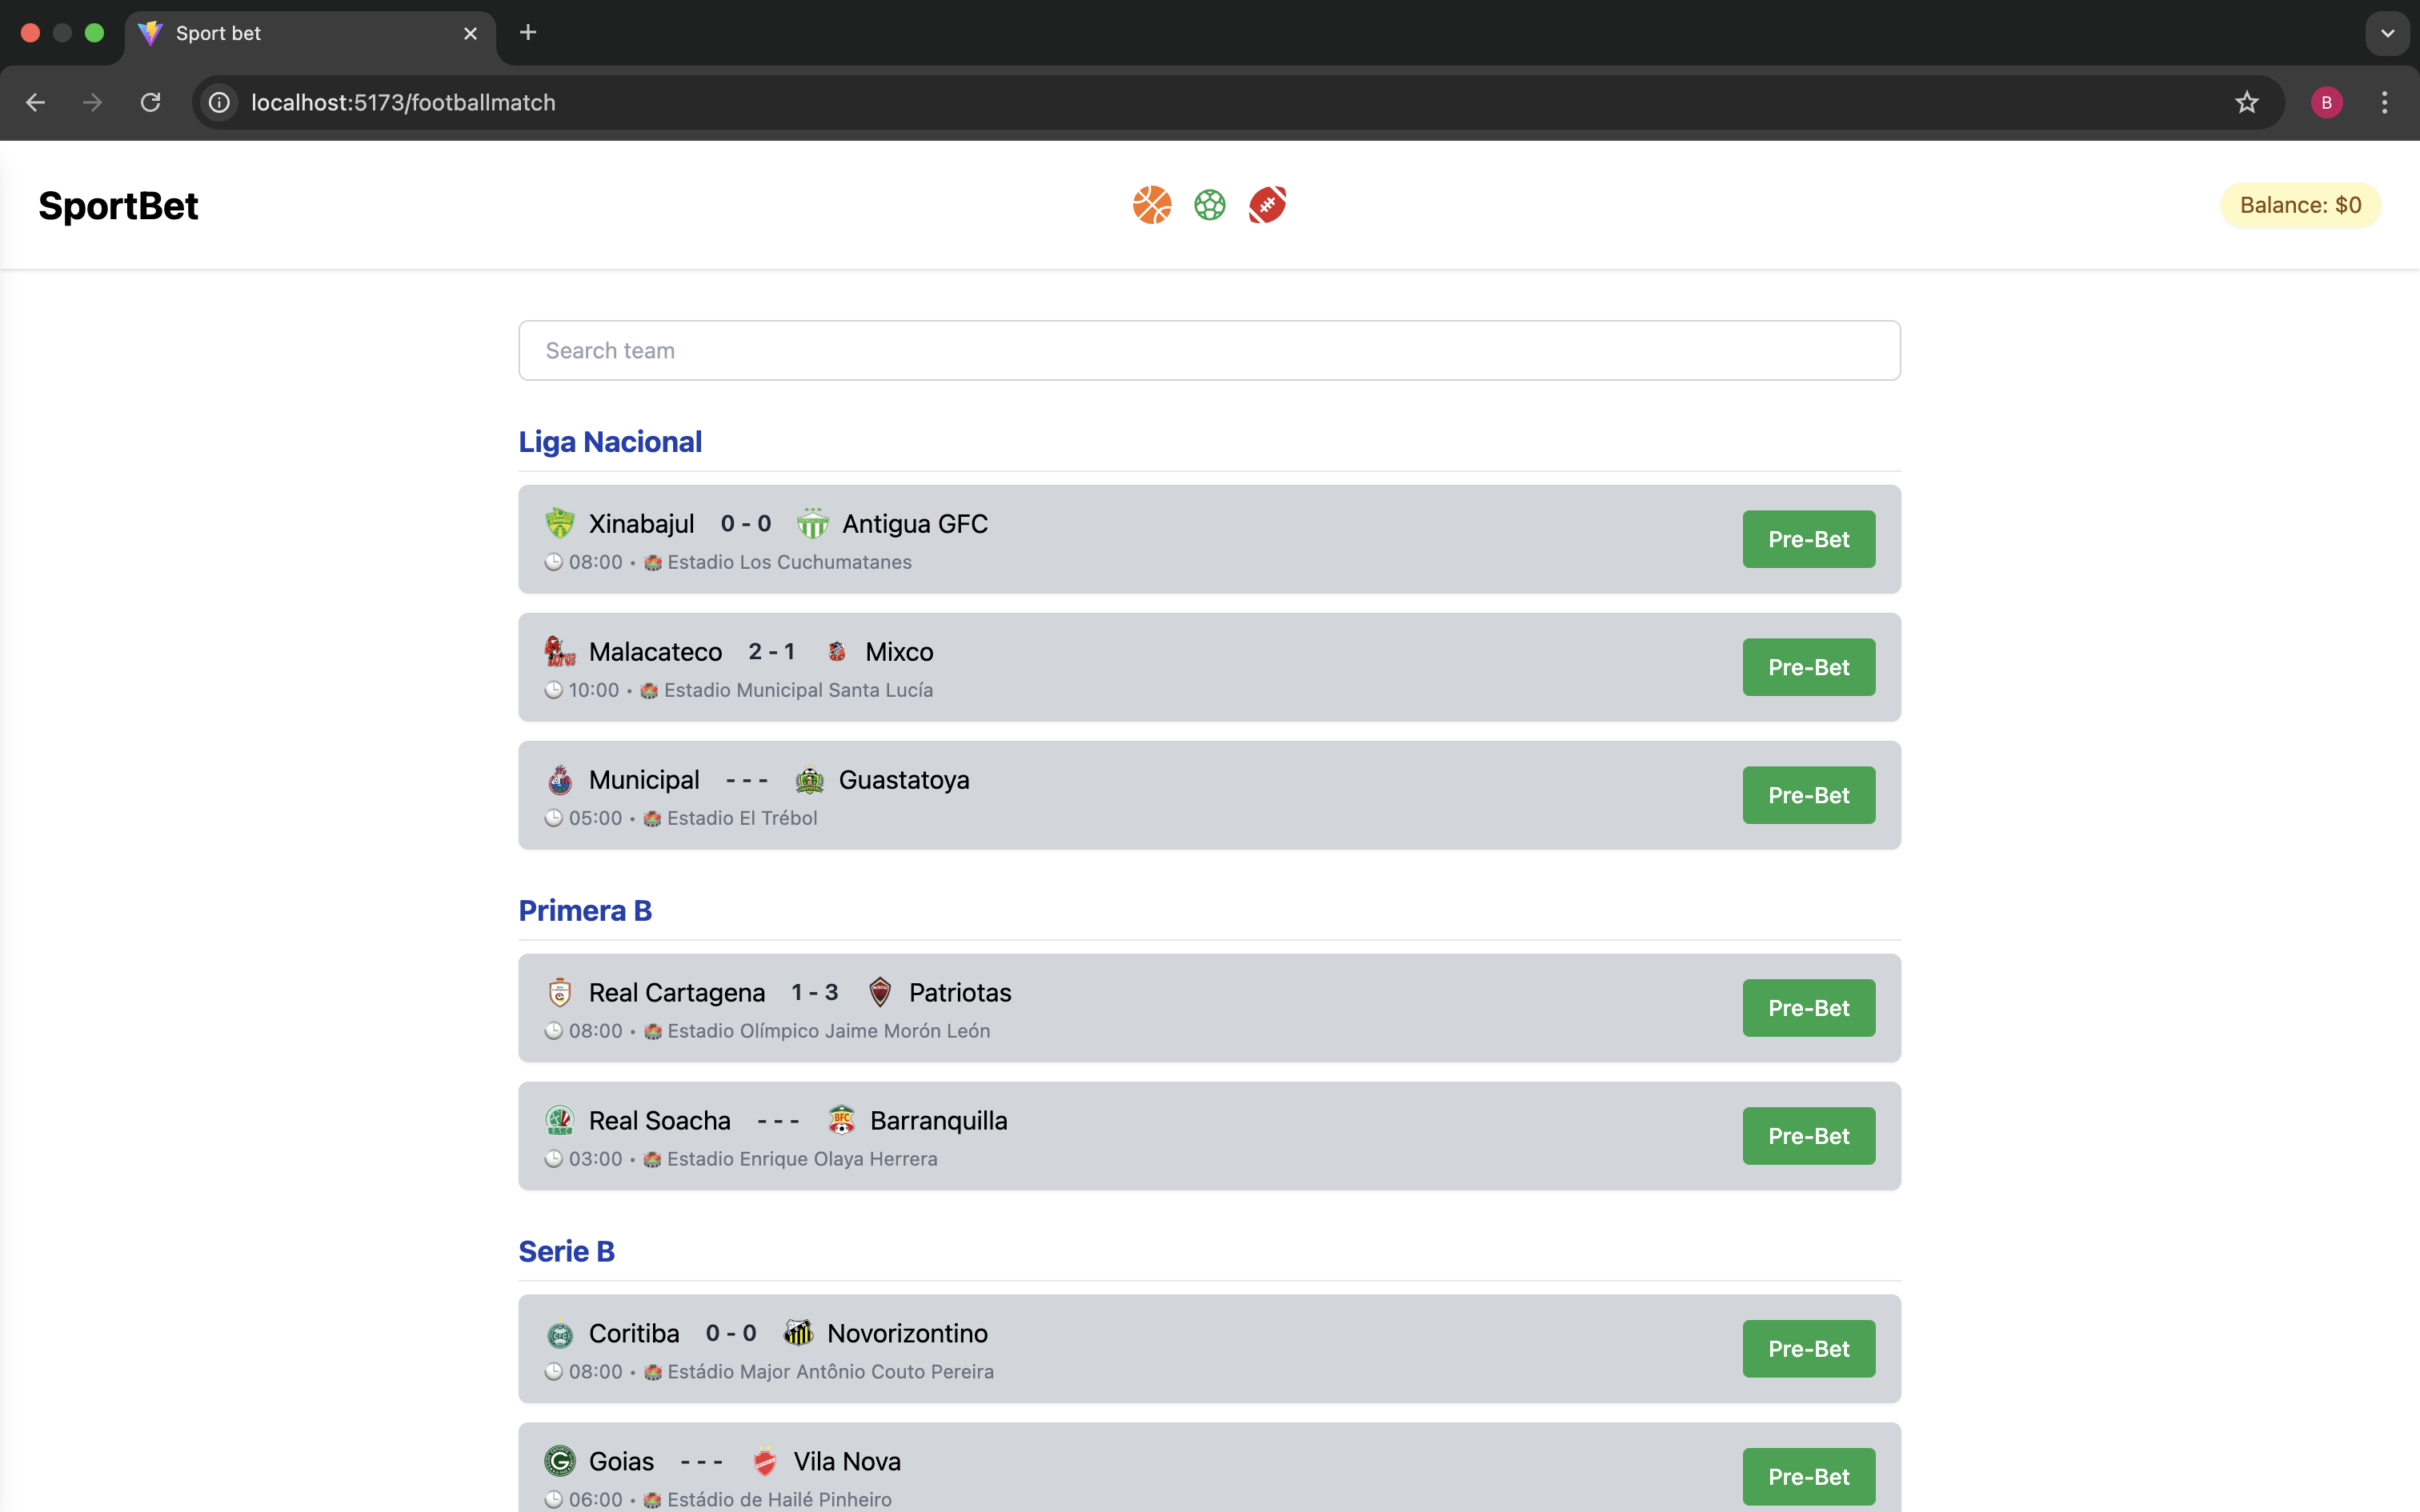 Sport bet
localhost:5173/footballmatch
B
SportBet
Balance: $0
Search team
Liga Nacional
Xinabajul 0 - 0 Antigua GFC
08:00 • Estadio Los Cuchumatanes
Pre-Bet
Malacateco 2 - 1 Mixco
10:00 • Estadio Municipal Santa Lucía
Pre-Bet
Municipal - - - Guastatoya
05:00 • Estadio El Trébol
Pre-Bet
Primera B
Real Cartagena 1 - 3 Patriotas
08:00 • Estadio Olímpico Jaime Morón León
Pre-Bet
Real Soacha - - - Barranquilla
03:00 • Estadio Enrique Olaya Herrera
Pre-Bet
Serie B
Coritiba 0 - 0 Novorizontino
08:00 • Estádio Major Antônio Couto Pereira
Pre-Bet
Goias - - - Vila Nova
06:00 • Estádio de Hailé Pinheiro
Pre-Bet